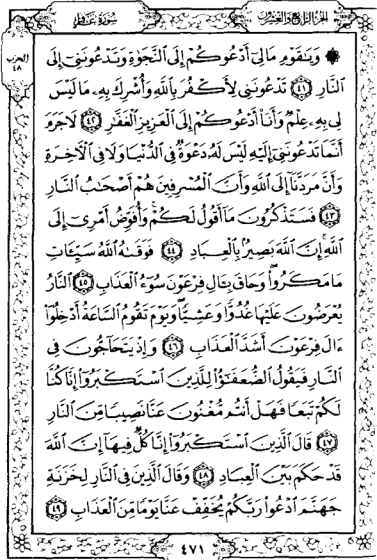 الجزء الرابع والعشرون
سورة غافر
الحزب ٤٨
۞ وَيَٰقَوْمِ مَا لِىٓ أَدْعُوكُمْ إِلَى ٱلنَّجَوٰةِ وَتَدْعُونَنِىٓ إِلَى
ٱلنَّارِ ٤١ تَدْعُونَنِى لِأَكْفُرَ بِٱللَّهِ وَأُشْرِكَ بِهِۦ مَا لَيْسَ
لِى بِهِۦ عِلْمٌ وَأَنَا۠ أَدْعُوكُمْ إِلَى ٱلْعَزِيزِ ٱلْغَفَّٰرِ ٤٢ لَا جَرَمَ
أَنَّمَا تَدْعُونَنِىٓ إِلَيْهِ لَيْسَ لَهُۥ دَعْوَةٌ فِى ٱلدُّنْيَا وَلَا فِى ٱلْءَاخِرَةِ
وَأَنَّ مَرَدَّنَآ إِلَى ٱللَّهِ وَأَنَّ ٱلْمُسْرِفِينَ هُمْ أَصْحَٰبُ ٱلنَّارِ
٤٣ فَسَتَذْكُرُونَ مَآ أَقُولُ لَكُمْ وَأُفَوِّضُ أَمْرِىٓ إِلَى
ٱللَّهِ إِنَّ ٱللَّهَ بَصِيرٌۢ بِٱلْعِبَادِ ٤٤ فَوَقَىٰهُ ٱللَّهُ سَيِّـَٔاتِ
مَا مَكَرُوا۟ وَحَاقَ بِـَٔالِ فِرْعَوْنَ سُوٓءُ ٱلْعَذَابِ ٤٥ ٱلنَّارُ
يُعْرَضُونَ عَلَيْهَا غُدُوًّا وَعَشِيًّا وَيَوْمَ تَقُومُ ٱلسَّاعَةُ أَدْخِلُوٓا۟
ءَالَ فِرْعَوْنَ أَشَدَّ ٱلْعَذَابِ ٤٦ وَإِذْ يَتَحَآجُّونَ فِى
ٱلنَّارِ فَيَقُولُ ٱلضُّعَفَٰٓؤُا۟ لِلَّذِينَ ٱسْتَكْبَرُوٓا۟ إِنَّا كُنَّا
لَكُمْ تَبَعًا فَهَلْ أَنتُم مُّغْنُونَ عَنَّا نَصِيبًا مِّنَ ٱلنَّارِ
٤٧ قَالَ ٱلَّذِينَ ٱسْتَكْبَرُوٓا۟ إِنَّا كُلٌّ فِيهَآ إِنَّ ٱللَّهَ
قَدْ حَكَمَ بَيْنَ ٱلْعِبَادِ ٤٨ وَقَالَ ٱلَّذِينَ فِى ٱلنَّارِ لِخَزَنَةِ
جَهَنَّمَ ٱدْعُوا۟ رَبَّكُمْ يُخَفِّفْ عَنَّا يَوْمًا مِّنَ ٱلْعَذَابِ ٤٩
٤٧١